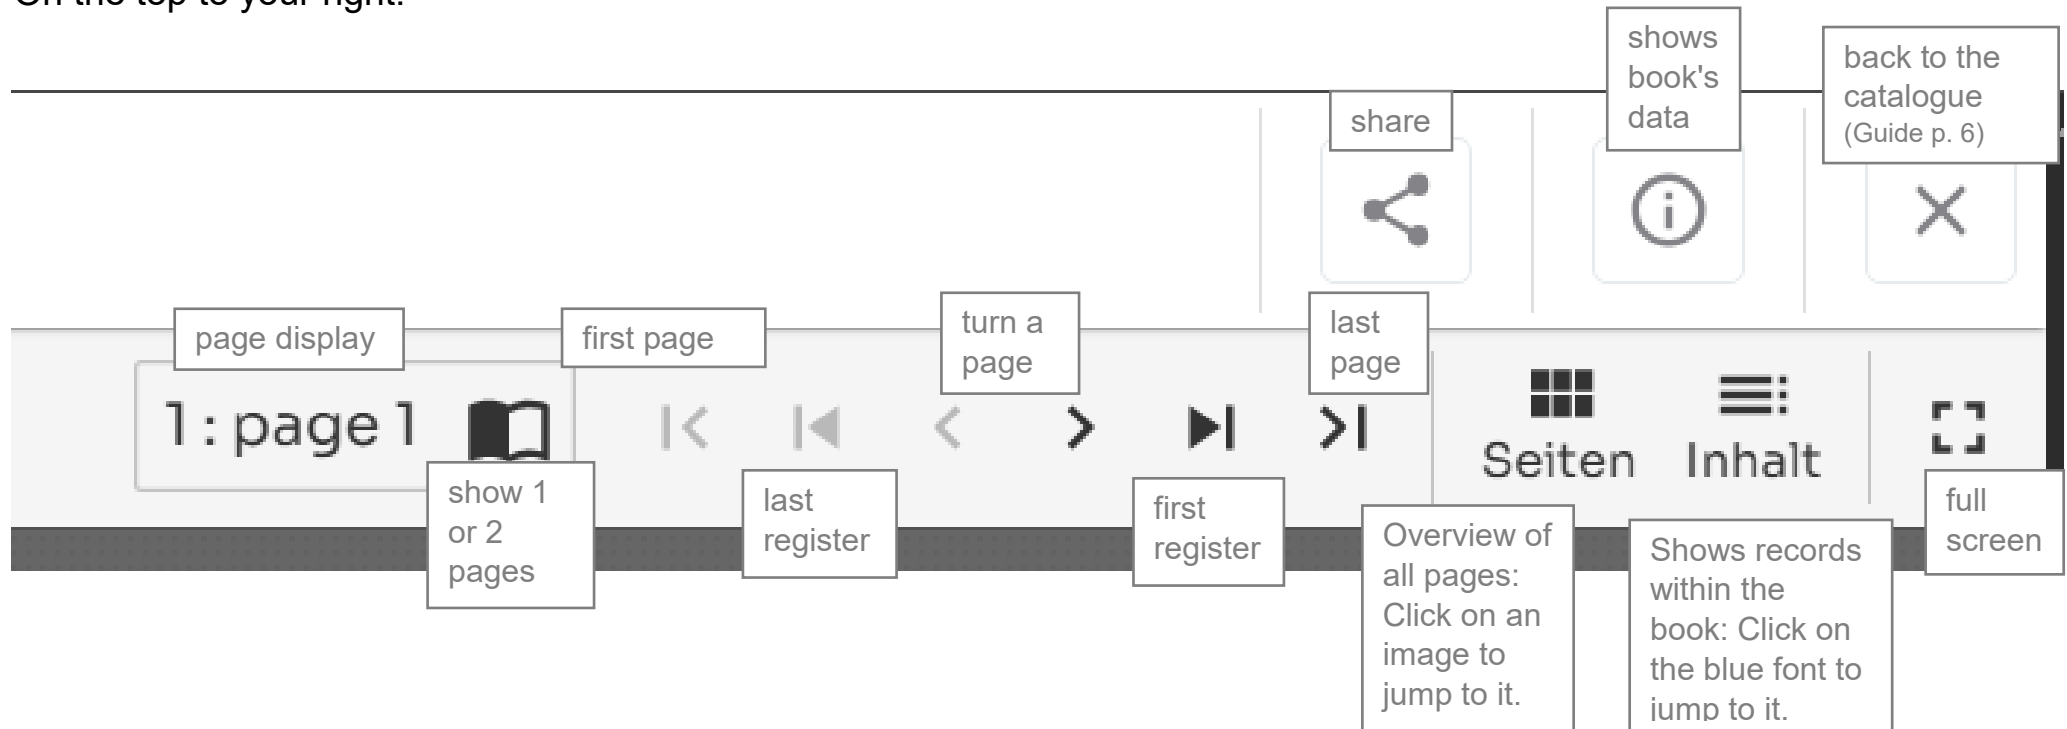 On the top to your right:
shows
book's
data
back to the
catalogue
(Guide p. 6)
share
page display
first page
turn a
page
last
page
1: page 1
Seiten
Inhalt
show 1
or 2
pages
last
register
first
register
Overview of
all pages:
Click on an
image to
jump to it.
Shows records
within the
book: Click on
the blue font to
jump to it.
full
screen